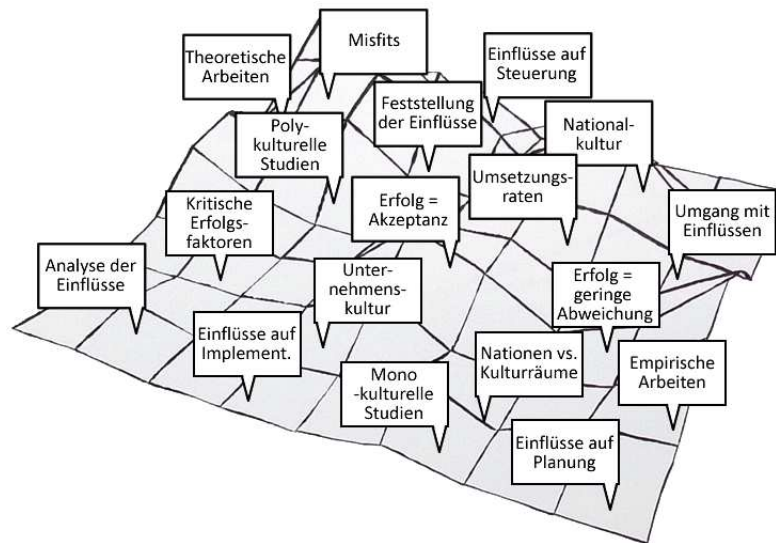 Misfits
Theoretische
Arbeiten
Einflüsse auf
Steuerung
Feststellung
der Einflüsse
Poly-
kulturelle
Studien
National-
kultur
Umsetzungs-
raten
Erfolg =
Akzeptanz
Kritische
Erfolgs-
faktoren
Umgang mit
Einflüssen
Analyse der
Einflüsse
Unter-
nehmens-
kultur
Erfolg =
geringe
Abweichung
Einflüsse auf
Implement.
Nationen vs.
Kulturräume
Empirische
Arbeiten
Mono
-kulturelle
Studien
Einflüsse auf
Planung